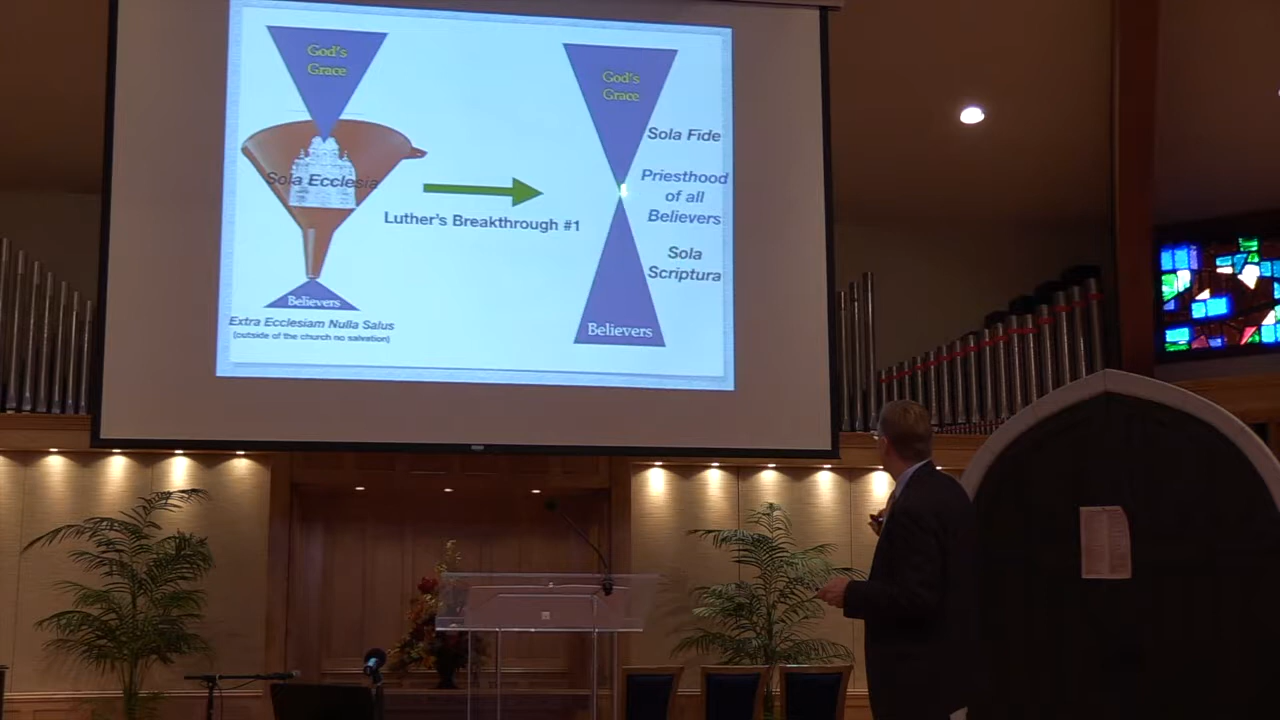 God's
Grace
Sola Ecclesia
Believers
Extra Ecclesiam Nulla Salus
(outside of the church no salvation)
Luther's Breakthrough #1
God's
Grace
Sola Fide
Priesthood
of all
Believers
Sola
Scriptura
Believers